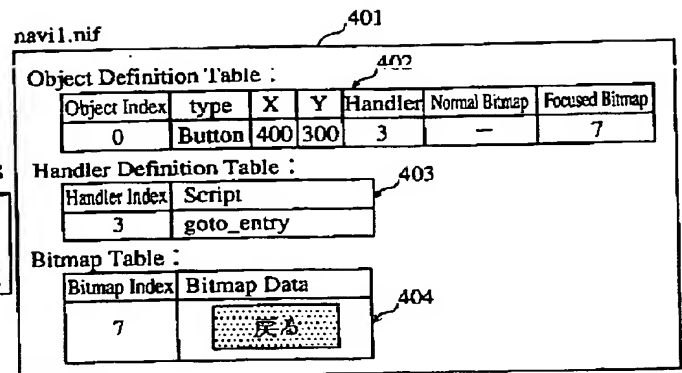 401
navi1.nif
402
Object Definition Table :
Object Index type X Y Handler Normal Bitmap Focused Bitmap
0 Button 400 300 3 — 7
Handler Definition Table :
403
Handler Index Script
3 goto_entry
Bitmap Table :
Bitmap Index Bitmap Data
404
7 戻る